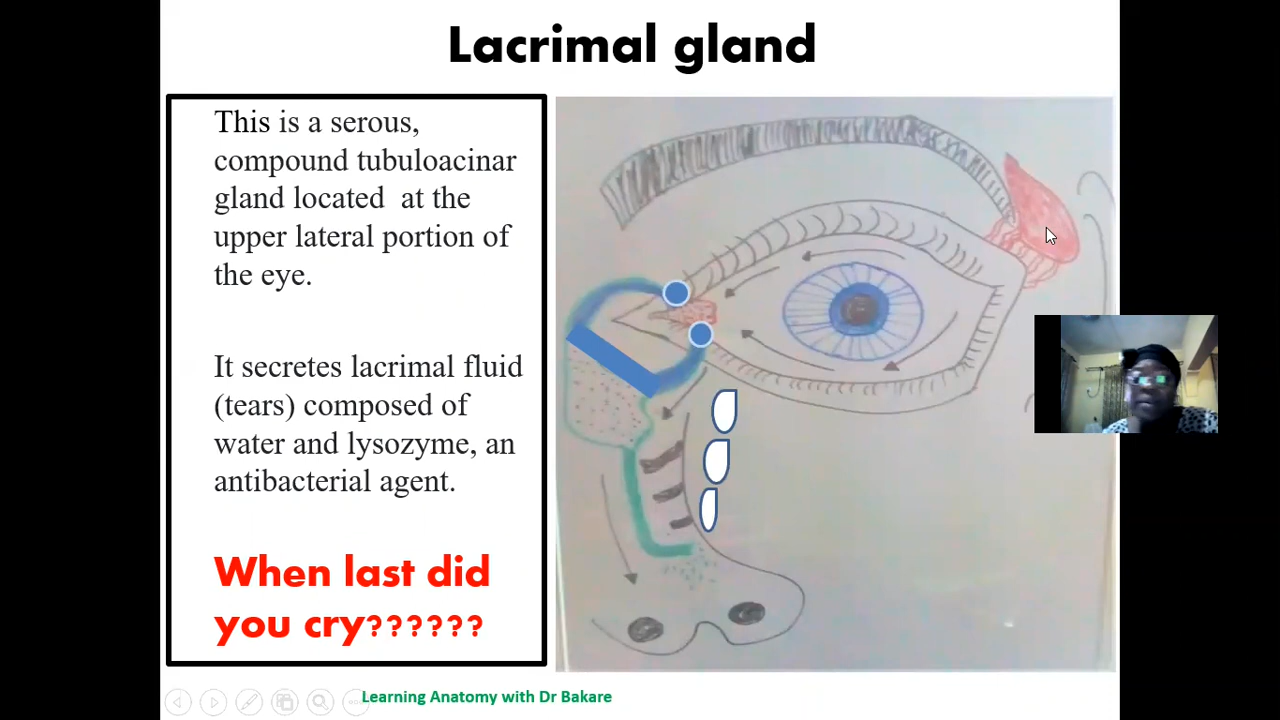 Lacrimal gland
This is a serous,
compound tubuloacinar
gland located at the
upper lateral portion of
the eye.
It secretes lacrimal fluid
(tears) composed of
water and lysozyme, an
antibacterial agent.
When last did
you cry??????
Learning Anatomy with Dr Bakare